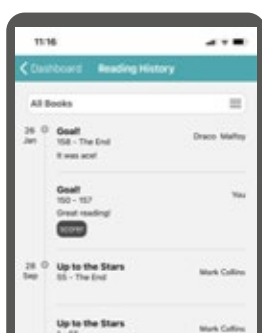 11:16
Dashboard Reading History
All Books
26 Jan Goal! Draco Malfoy
158 - The End
It was ace!
Goal! You
150 - 157
Great reading!
28 Sep Up to the Stars Mark Collins
55 - The End
Up to the Stars Mark Collins